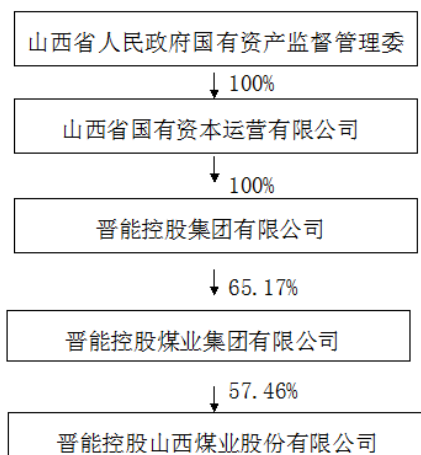 山西省人民政府国有资产监督管理委
100%
山西省国有资本运营有限公司
100%
晋能控股集团有限公司
65.17%
晋能控股煤业集团有限公司
57.46%
晋能控股山西煤业股份有限公司